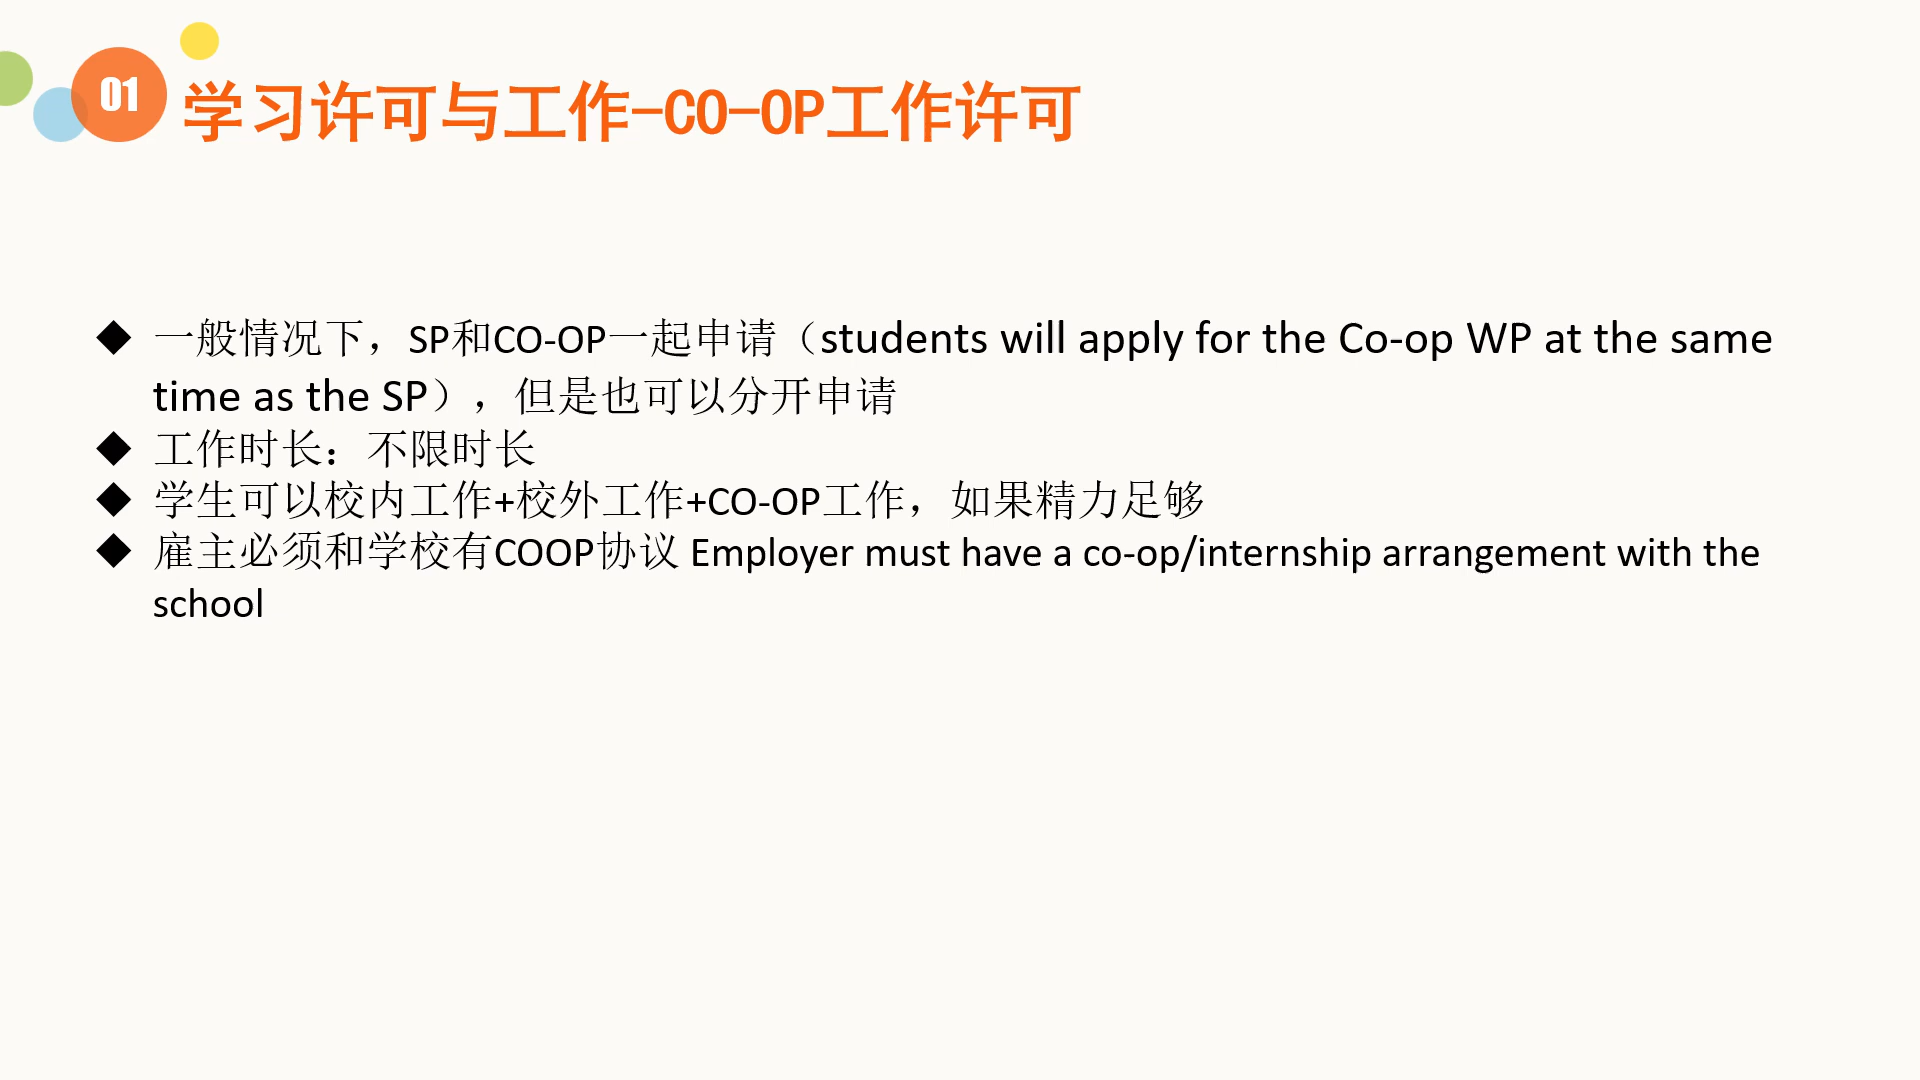 01
学习许可与工作-CO-OP工作许可
◆ 一般情况下，SP和CO-OP一起申请（students will apply for the Co-op WP at the same
time as the SP），但是也可以分开申请
◆ 工作时长：不限时长
◆ 学生可以校内工作+校外工作+CO-OP工作，如果精力足够
◆ 雇主必须和学校有COOP协议 Employer must have a co-op/internship arrangement with the
school